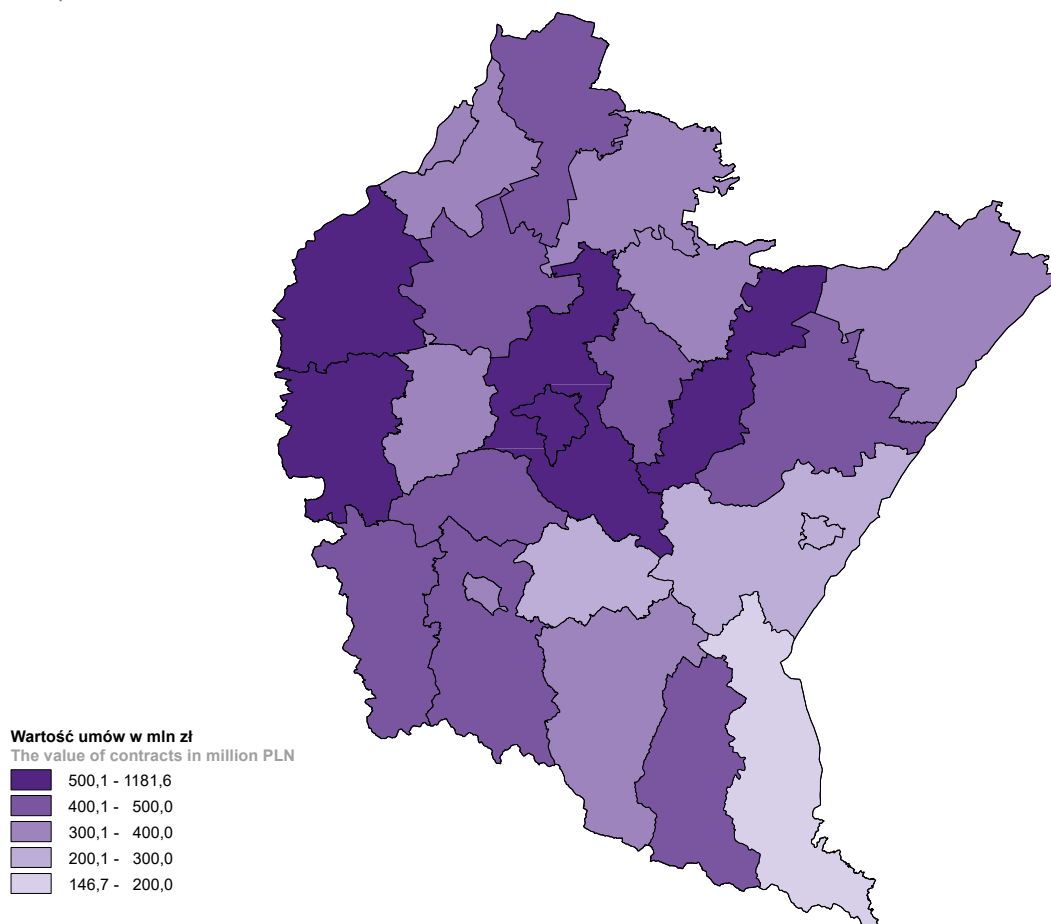 Wartość umów w mln zł
The value of contracts in million PLN
500,1 - 1181,6
400,1 - 500,0
300,1 - 400,0
200,1 - 300,0
146,7 - 200,0